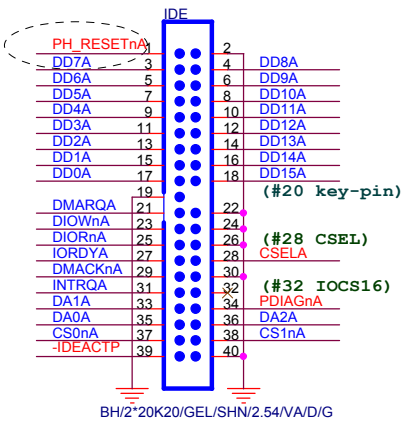 IDE
PH_RESETnA 1 2
DD7A 3 4 DD8A
DD6A 5 6 DD9A
DD5A 7 8 DD10A
DD4A 9 10 DD11A
DD3A 11 12 DD12A
DD2A 13 14 DD13A
DD1A 15 16 DD14A
DD0A 17 18 DD15A
19 (#20 key-pin)
DMARQA 21 22
DIOWnA 23 24
DIORnA 25 26 (#28 CSEL)
IORDYA 27 28 CSELA
DMACKnA 29 30
INTRQA 31 32 (#32 IOCS16)
DA1A 33 34 PDIAGnA
DA0A 35 36 DA2A
CS0nA 37 38 CS1nA
-IDEACTP 39 40
BH/2*20K20/GEL/SHN/2.54/VA/D/G